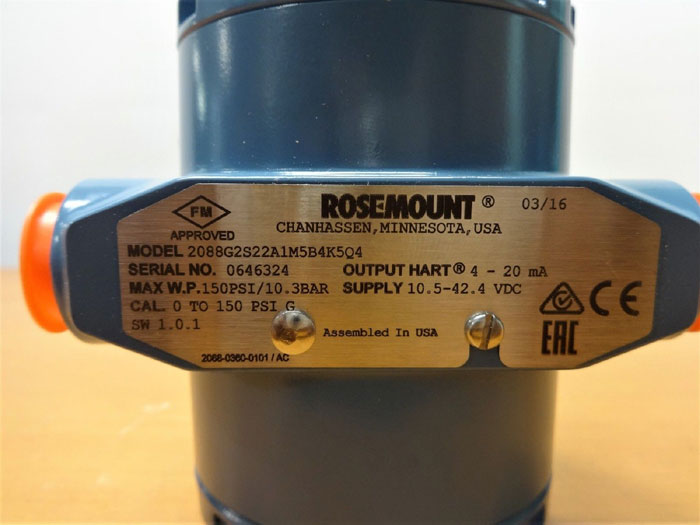 FM
APPROVED
ROSEMOUNT® 03/16
CHANHASSEN, MINNESOTA, USA
MODEL 2088G2S22A1M5B4K5Q4
SERIAL NO. 0646324 OUTPUT HART® 4 - 20 mA
MAX W.P. 150PSI/10.3BAR SUPPLY 10.5-42.4 VDC
CAL. 0 TO 150 PSI G
SW 1.0.1
Assembled In USA
CE
EAC
2088-0360-0101 / AC